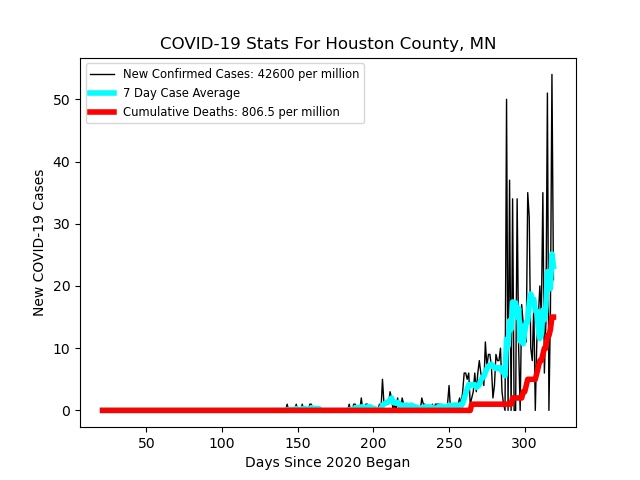 COVID-19 Stats For Houston County, MN
New Confirmed Cases: 42600 per million
7 Day Case Average
Cumulative Deaths: 806.5 per million
New COVID-19 Cases
50
40
30
20
10
0
50 100 150 200 250 300
Days Since 2020 Began